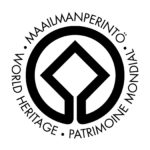 • MAAILMANPERINTÖ •
WORLD HERITAGE • PATRIMOINE MONDIAL